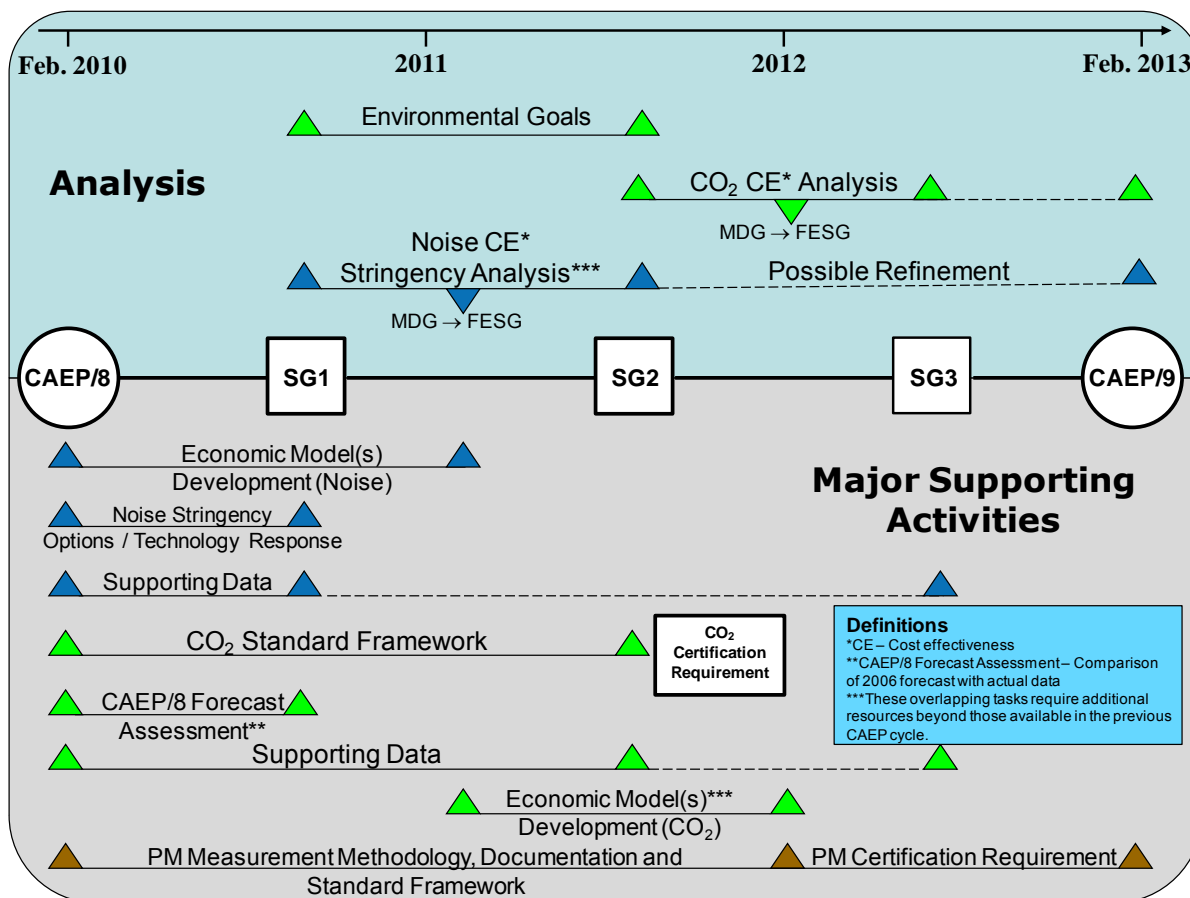 Feb. 2010
2011
2012
Feb. 2013
Environmental Goals
Analysis
CO₂ CE* Analysis
MDG → FESG
Noise CE*
Stringency Analysis***
Possible Refinement
MDG → FESG
CAEP/8
SG1
SG2
SG3
CAEP/9
Economic Model(s)
Development (Noise)
Major Supporting
Activities
Noise Stringency
Options / Technology Response
Supporting Data
CO₂ Standard Framework
CO₂
Certification
Requirement
Definitions
*CE – Cost effectiveness
**CAEP/8 Forecast Assessment – Comparison
of 2006 forecast with actual data
***These overlapping tasks require additional
resources beyond those available in the previous
CAEP cycle.
CAEP/8 Forecast
Assessment**
Supporting Data
Economic Model(s)***
Development (CO₂)
PM Measurement Methodology, Documentation and
Standard Framework
PM Certification Requirement